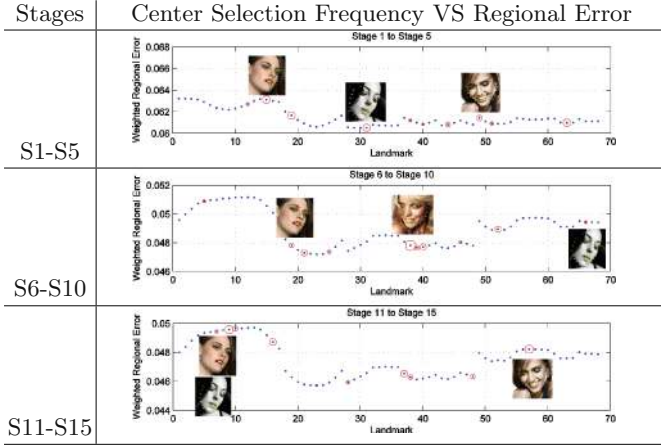 Stages Center Selection Frequency VS Regional Error
Stage 1 to Stage 5
Weighted Regional Error
0.068
0.066
0.064
0.062
0.06
0 10 20 30 40 50 60 70
Landmark
S1-S5
Stage 6 to Stage 10
Weighted Regional Error
0.052
0.05
0.048
0.046
0 10 20 30 40 50 60 70
Landmark
S6-S10
Stage 11 to Stage 15
Weighted Regional Error
0.05
0.048
0.046
0.044
0 10 20 30 40 50 60 70
Landmark
S11-S15